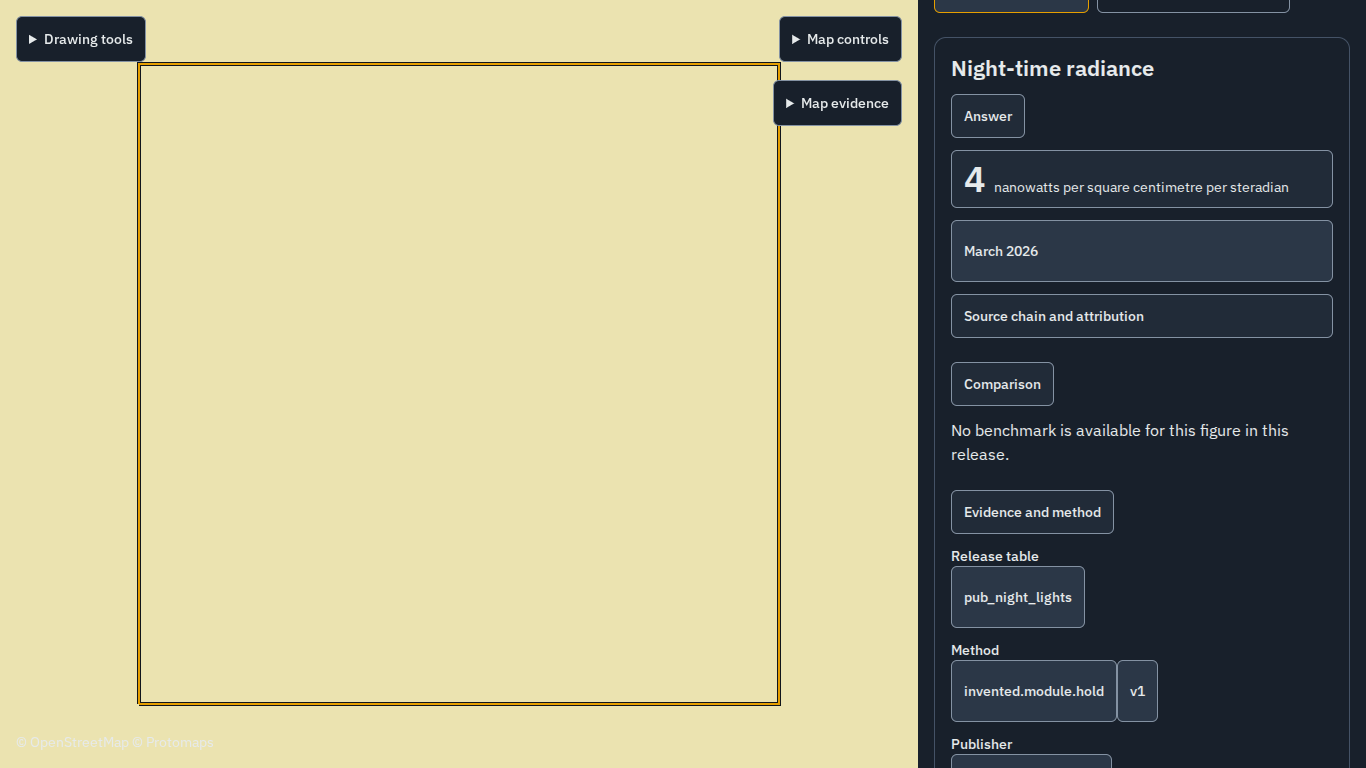 Drawing tools
Map controls
Map evidence
© OpenStreetMap © Protomaps
Night-time radiance
Answer
4 nanowatts per square centimetre per steradian
March 2026
Source chain and attribution
Comparison
No benchmark is available for this figure in this
release.
Evidence and method
Release table
pub_night_lights
Method
invented.module.hold v1
Publisher